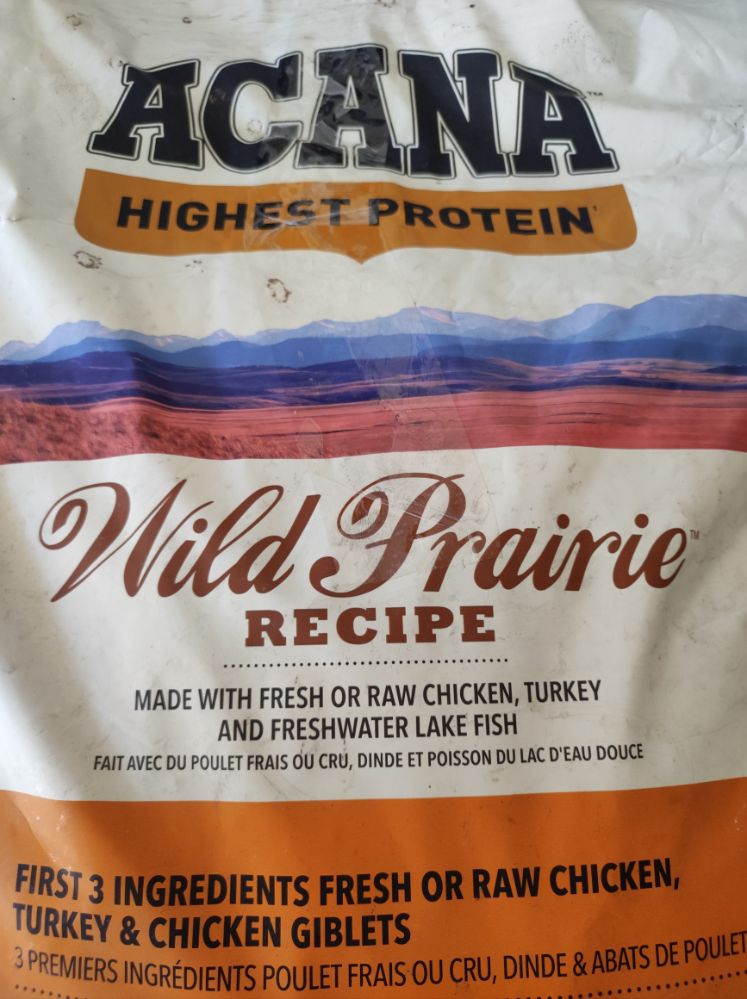 ACANA™
HIGHEST PROTEIN
Wild Prairie™
RECIPE
MADE WITH FRESH OR RAW CHICKEN, TURKEY
AND FRESHWATER LAKE FISH
FAIT AVEC DU POULET FRAIS OU CRU, DINDE ET POISSON DU LAC D'EAU DOUCE
FIRST 3 INGREDIENTS FRESH OR RAW CHICKEN,
TURKEY & CHICKEN GIBLETS
3 PREMIERS INGRÉDIENTS POULET FRAIS OU CRU, DINDE & ABATS DE POULET